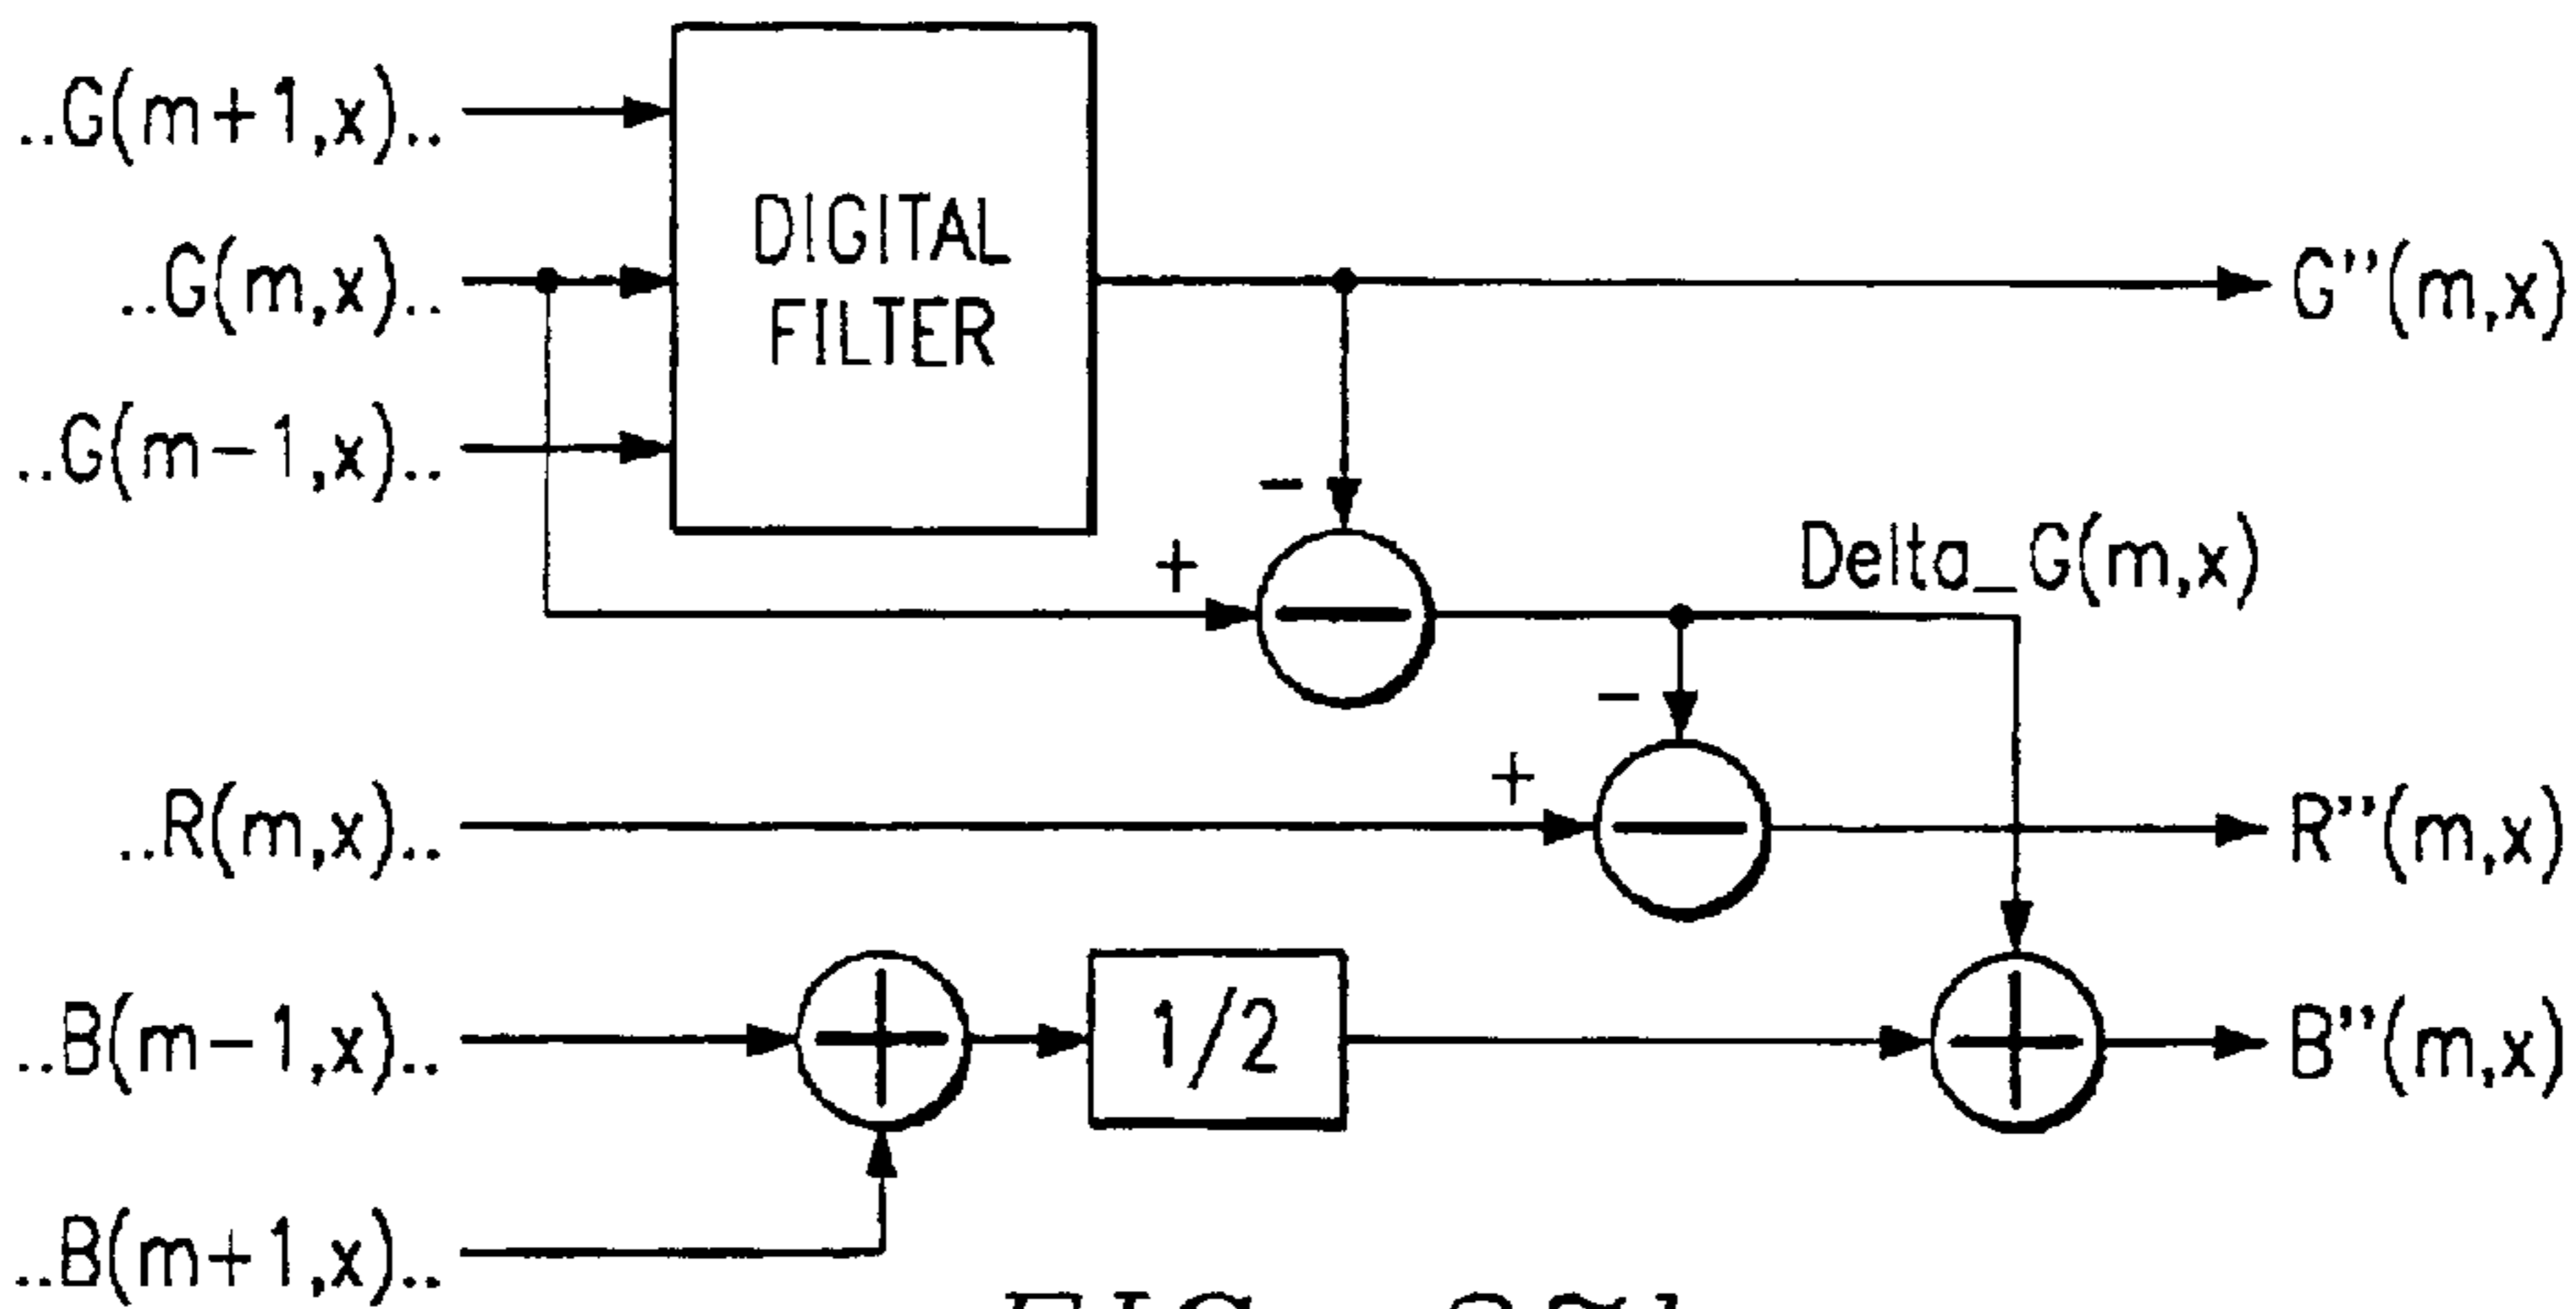 ..G(m+1,x)..
..G(m,x)..
..G(m-1,x)..
DIGITAL
FILTER
G''(m,x)
-
+
Delta_G(m,x)
-
+
..R(m,x)..
R''(m,x)
..B(m-1,x)..
1/2
B''(m,x)
..B(m+1,x)..